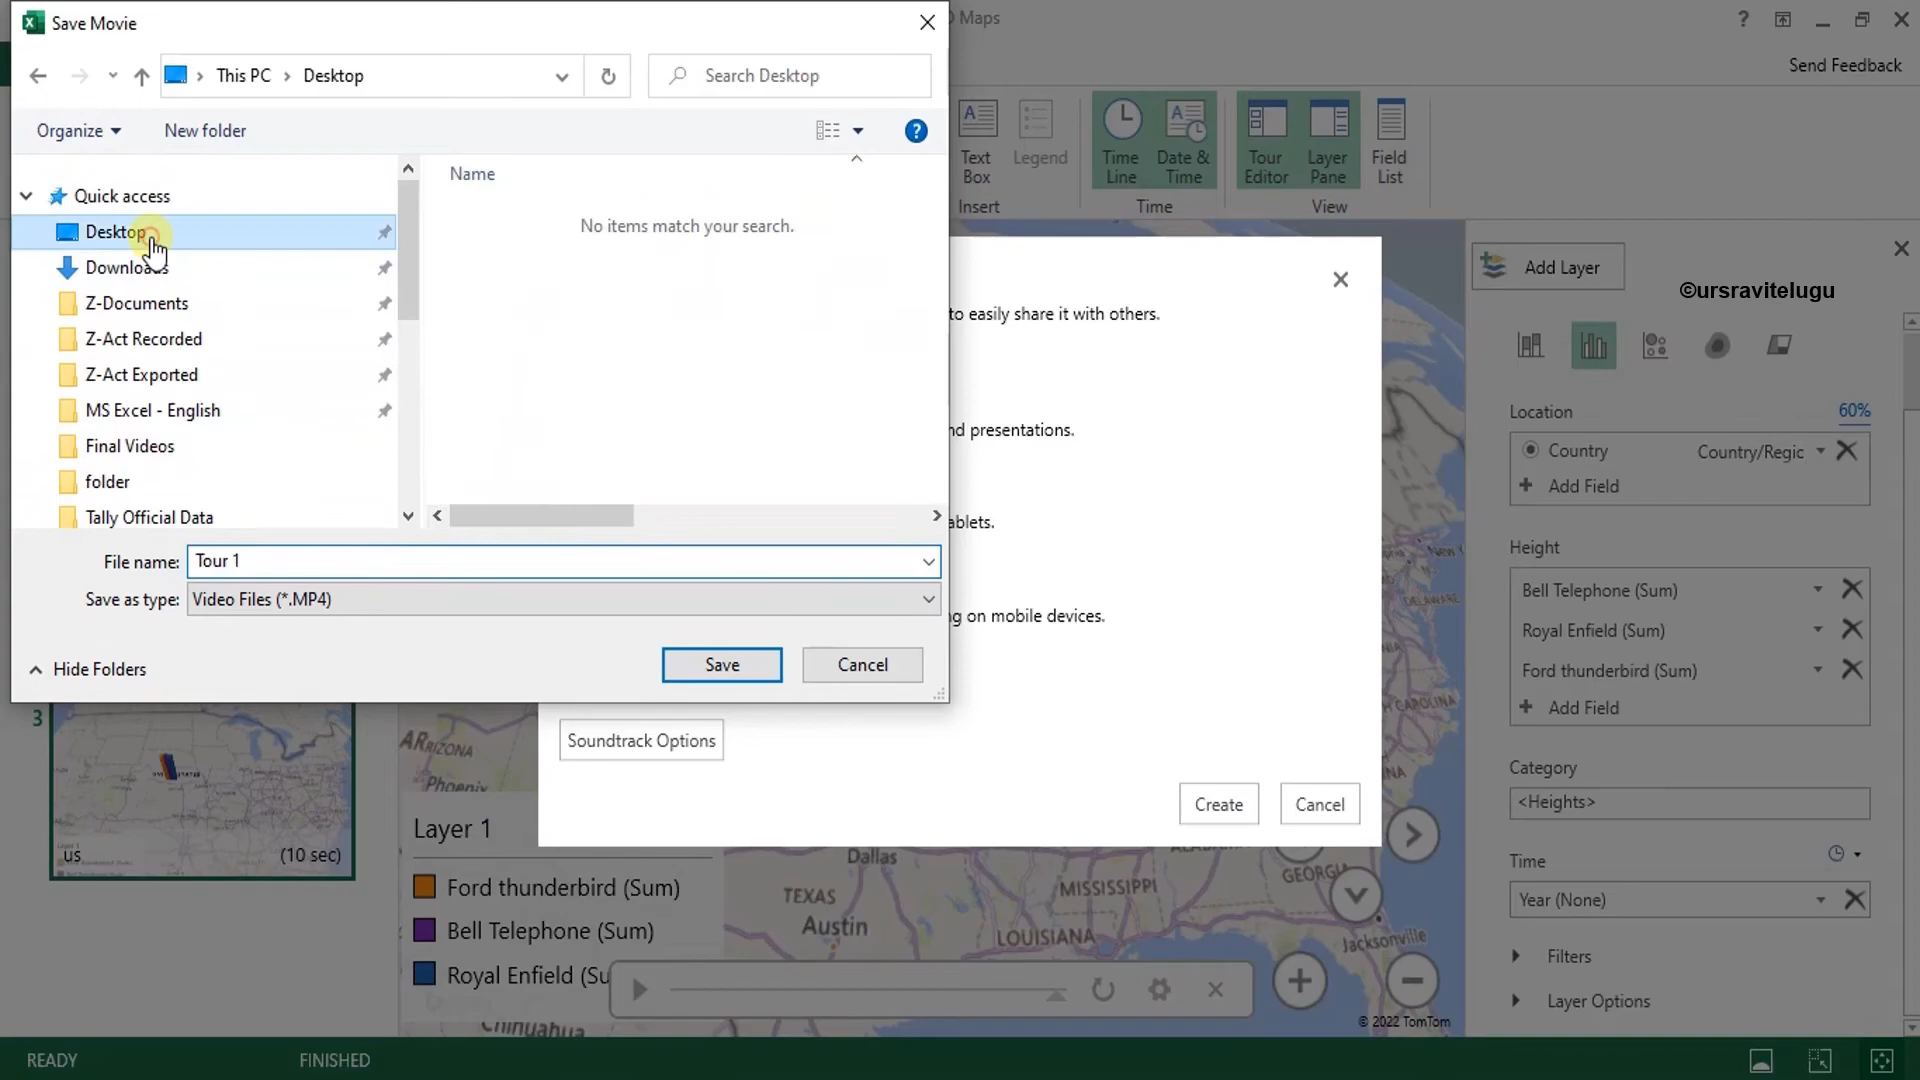 Save Movie
D Maps
?
Send Feedback
This PC > Desktop
Search Desktop
Organize
New folder
?
Text Box
Legend
Time Line
Date & Time
Tour Editor
Layer Pane
Field List
Insert
Time
View
Name
No items match your search.
Quick access
Desktop
Downloads
Z-Documents
Z-Act Recorded
Z-Act Exported
MS Excel - English
Final Videos
folder
Tally Official Data
File name: Tour 1
Save as type: Video Files (*.MP4)
Hide Folders
Save
Cancel
to easily share it with others.
nd presentations.
ablets.
ng on mobile devices.
Soundtrack Options
Create
Cancel
Add Layer
©ursravitelugu
Location
60%
Country
Country/Regic
Add Field
Height
Bell Telephone (Sum)
Royal Enfield (Sum)
Ford thunderbird (Sum)
Add Field
Category
<Heights>
Time
Year (None)
Filters
Layer Options
3
us
(10 sec)
Layer 1
Ford thunderbird (Sum)
Bell Telephone (Sum)
Royal Enfield (Su
ARIZONA
Phoenix
Dallas
TEXAS
Austin
MISSISSIPPI
LOUISIANA
GEORGIA
Jacksonville
Chihuahua
DELAWARE
H CAROLINA
New Y
© 2022 TomTom
READY
FINISHED